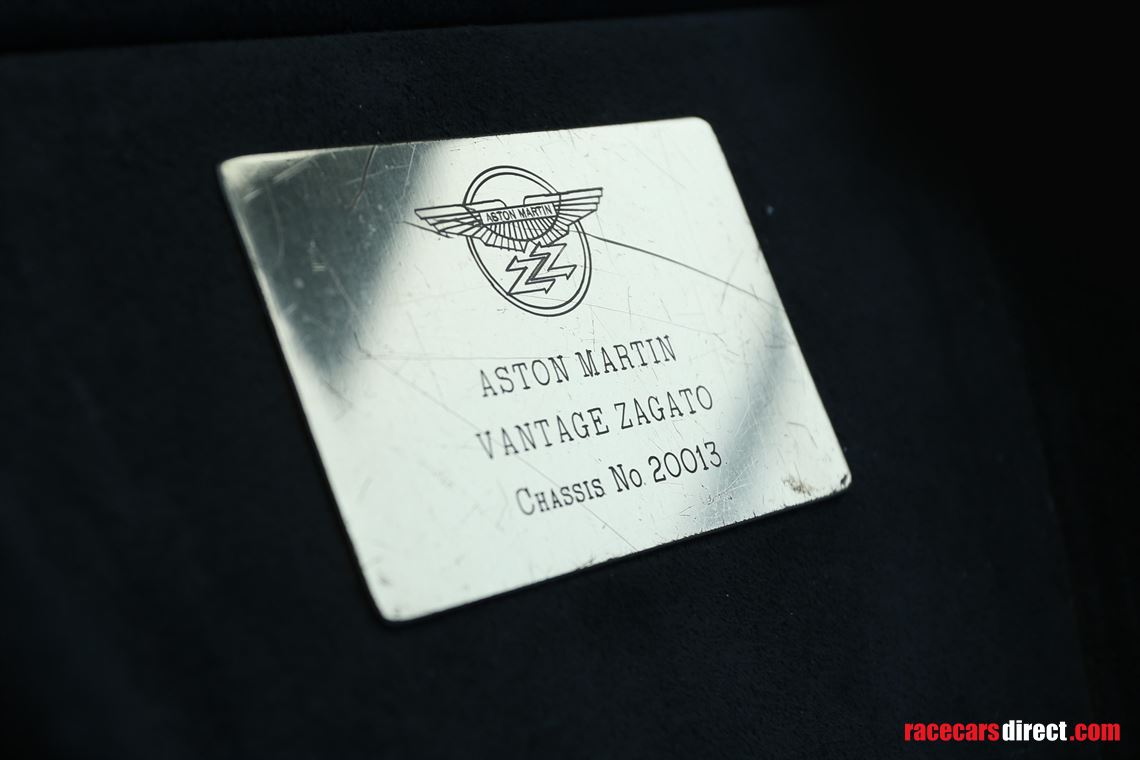 ASTON MARTIN
ASTON MARTIN
VANTAGE ZAGATO
CHASSIS NO. 20013
racecarsdirect.com